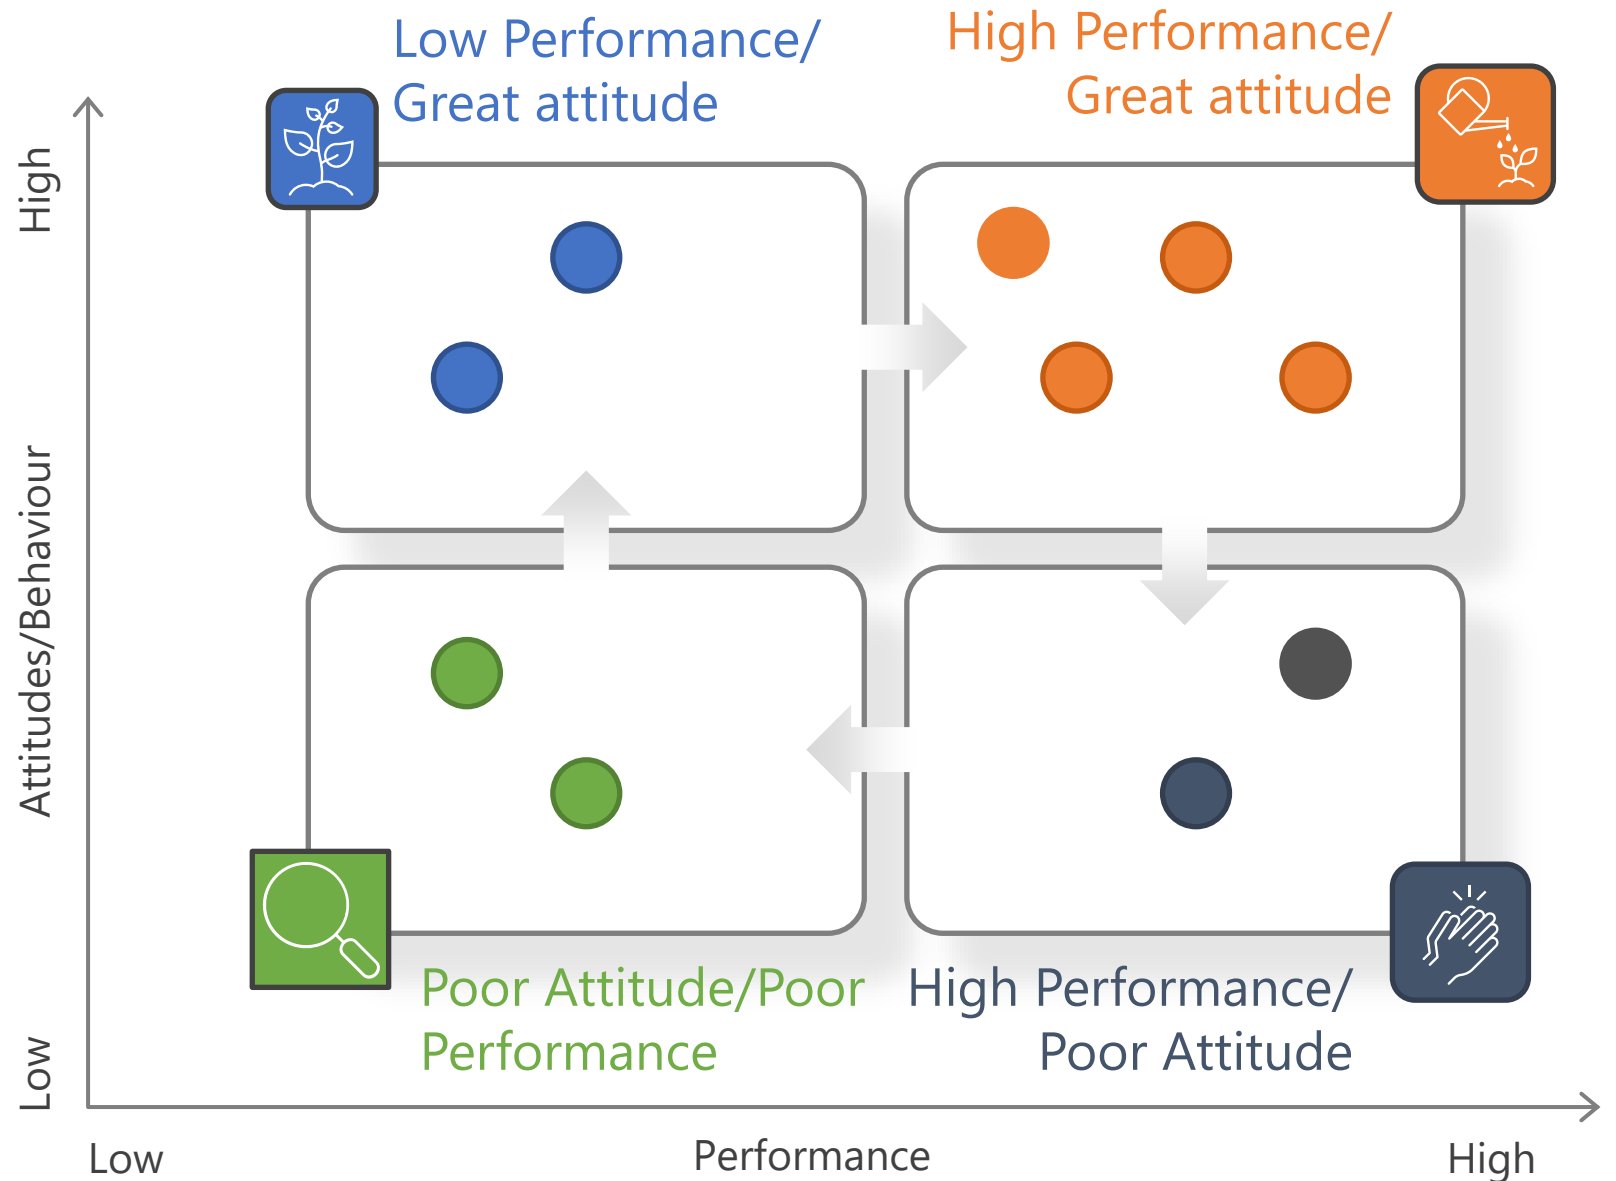 Low Performance/
Great attitude
High Performance/
Great attitude
High
Attitudes/Behaviour
Low
Poor Attitude/Poor
Performance
High Performance/
Poor Attitude
Low
Performance
High